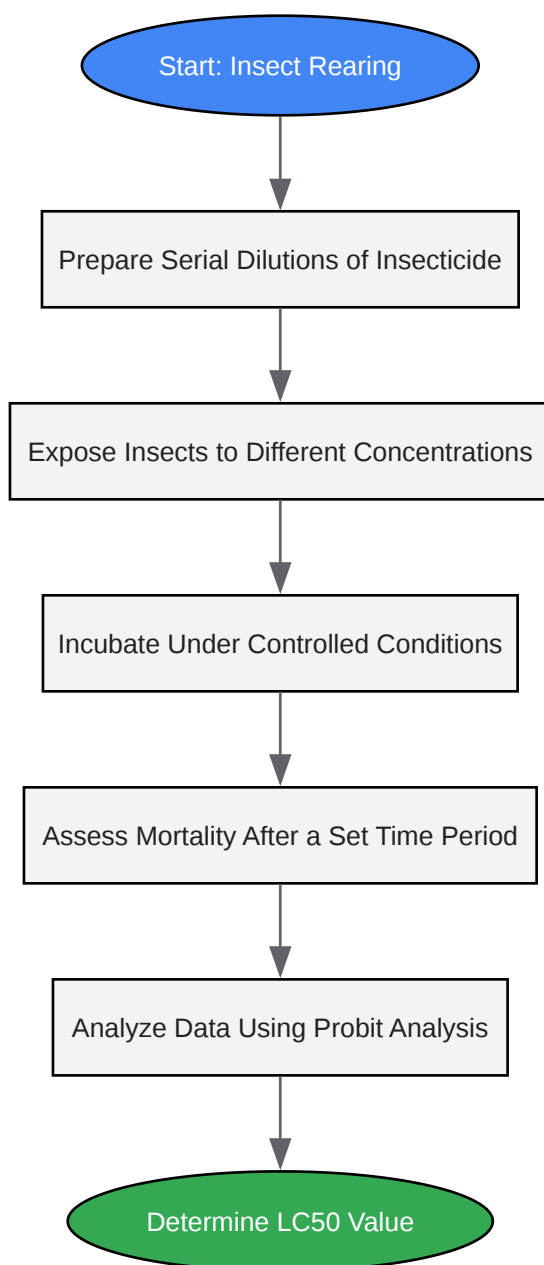 Start: Insect Rearing
Prepare Serial Dilutions of Insecticide
Expose Insects to Different Concentrations
Incubate Under Controlled Conditions
Assess Mortality After a Set Time Period
Analyze Data Using Probit Analysis
Determine LC50 Value